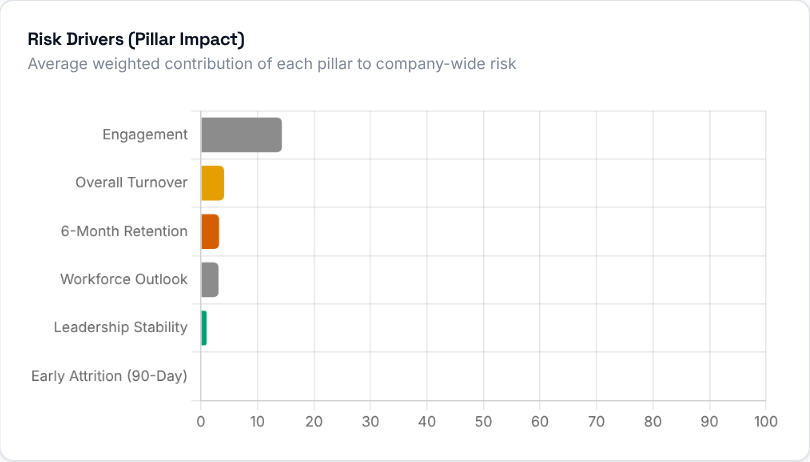 Risk Drivers (Pillar Impact)
Average weighted contribution of each pillar to company-wide risk
Engagement
Overall Turnover
6-Month Retention
Workforce Outlook
Leadership Stability
Early Attrition (90-Day)
0 10 20 30 40 50 60 70 80 90 100